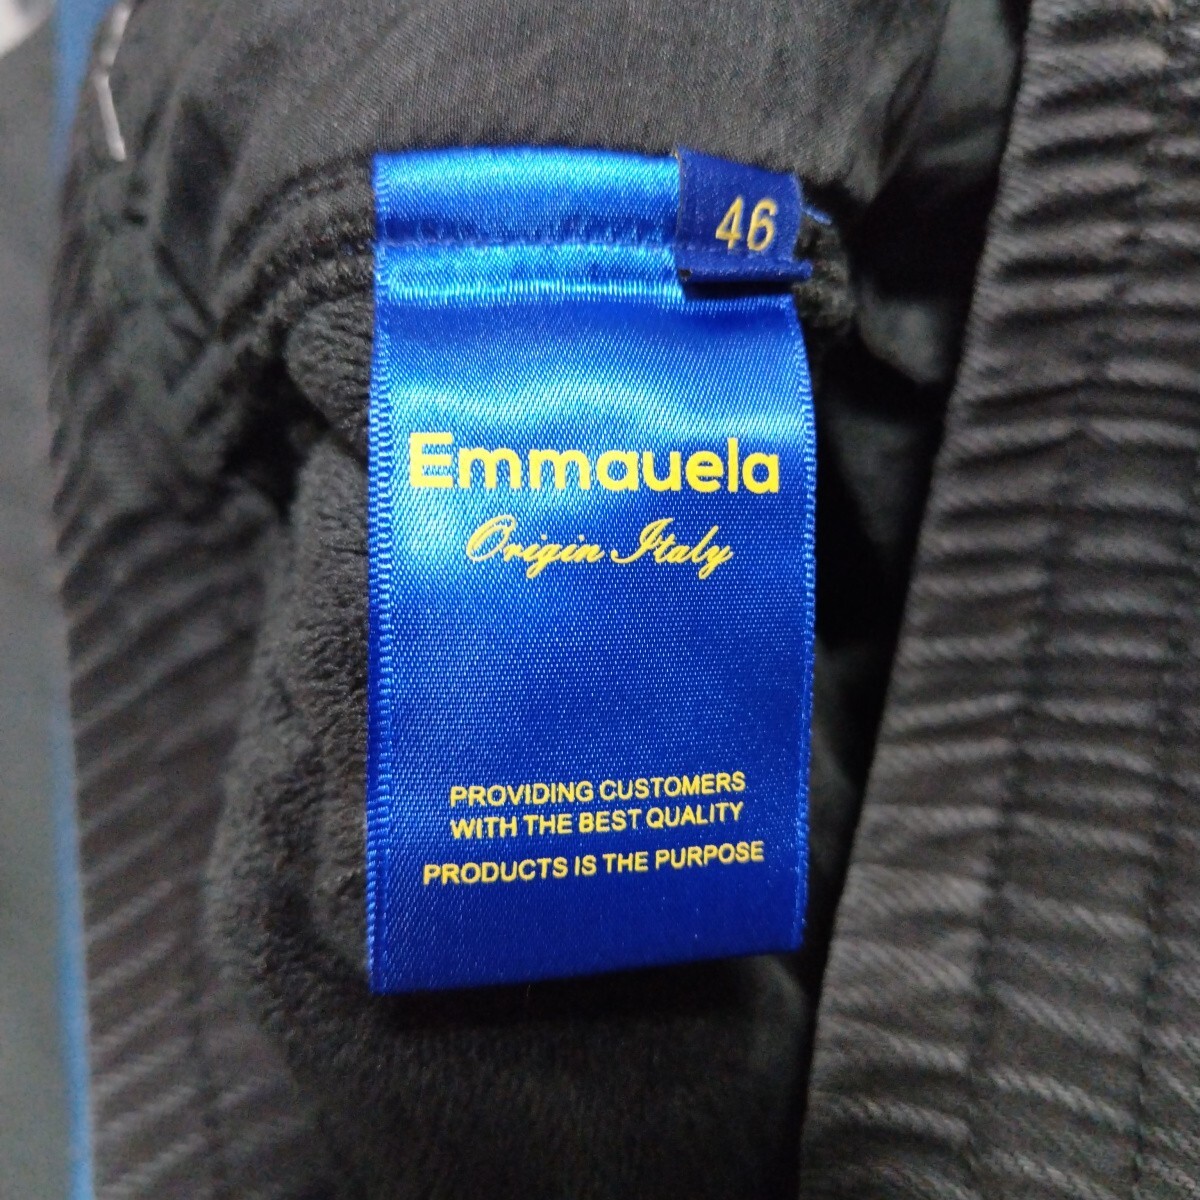 46
Emmauela
Origin Italy
PROVIDING CUSTOMERS
WITH THE BEST QUALITY
PRODUCTS IS THE PURPOSE